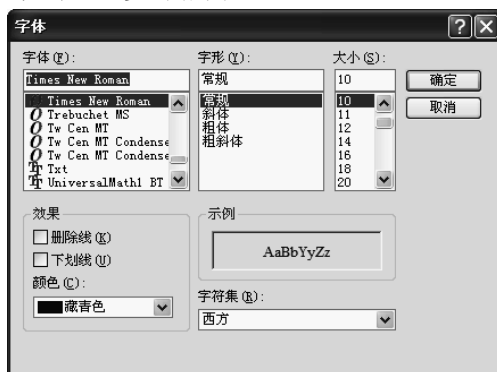 字体
字体(F):
字形(Y):
大小(S):
Times New Roman
常规
10
确定
取消
Times New Roman
Trebuchet MS
Tw Cen MT
Tw Cen MT Condense
Tw Cen MT Condense
Txt
UniversalMath1 BT
常规
斜体
粗体
粗斜体
10
11
12
14
16
18
20
效果
删除线(K)
下划线(U)
颜色(C):
藏青色
示例
AaBbYyZz
字符集(R):
西方